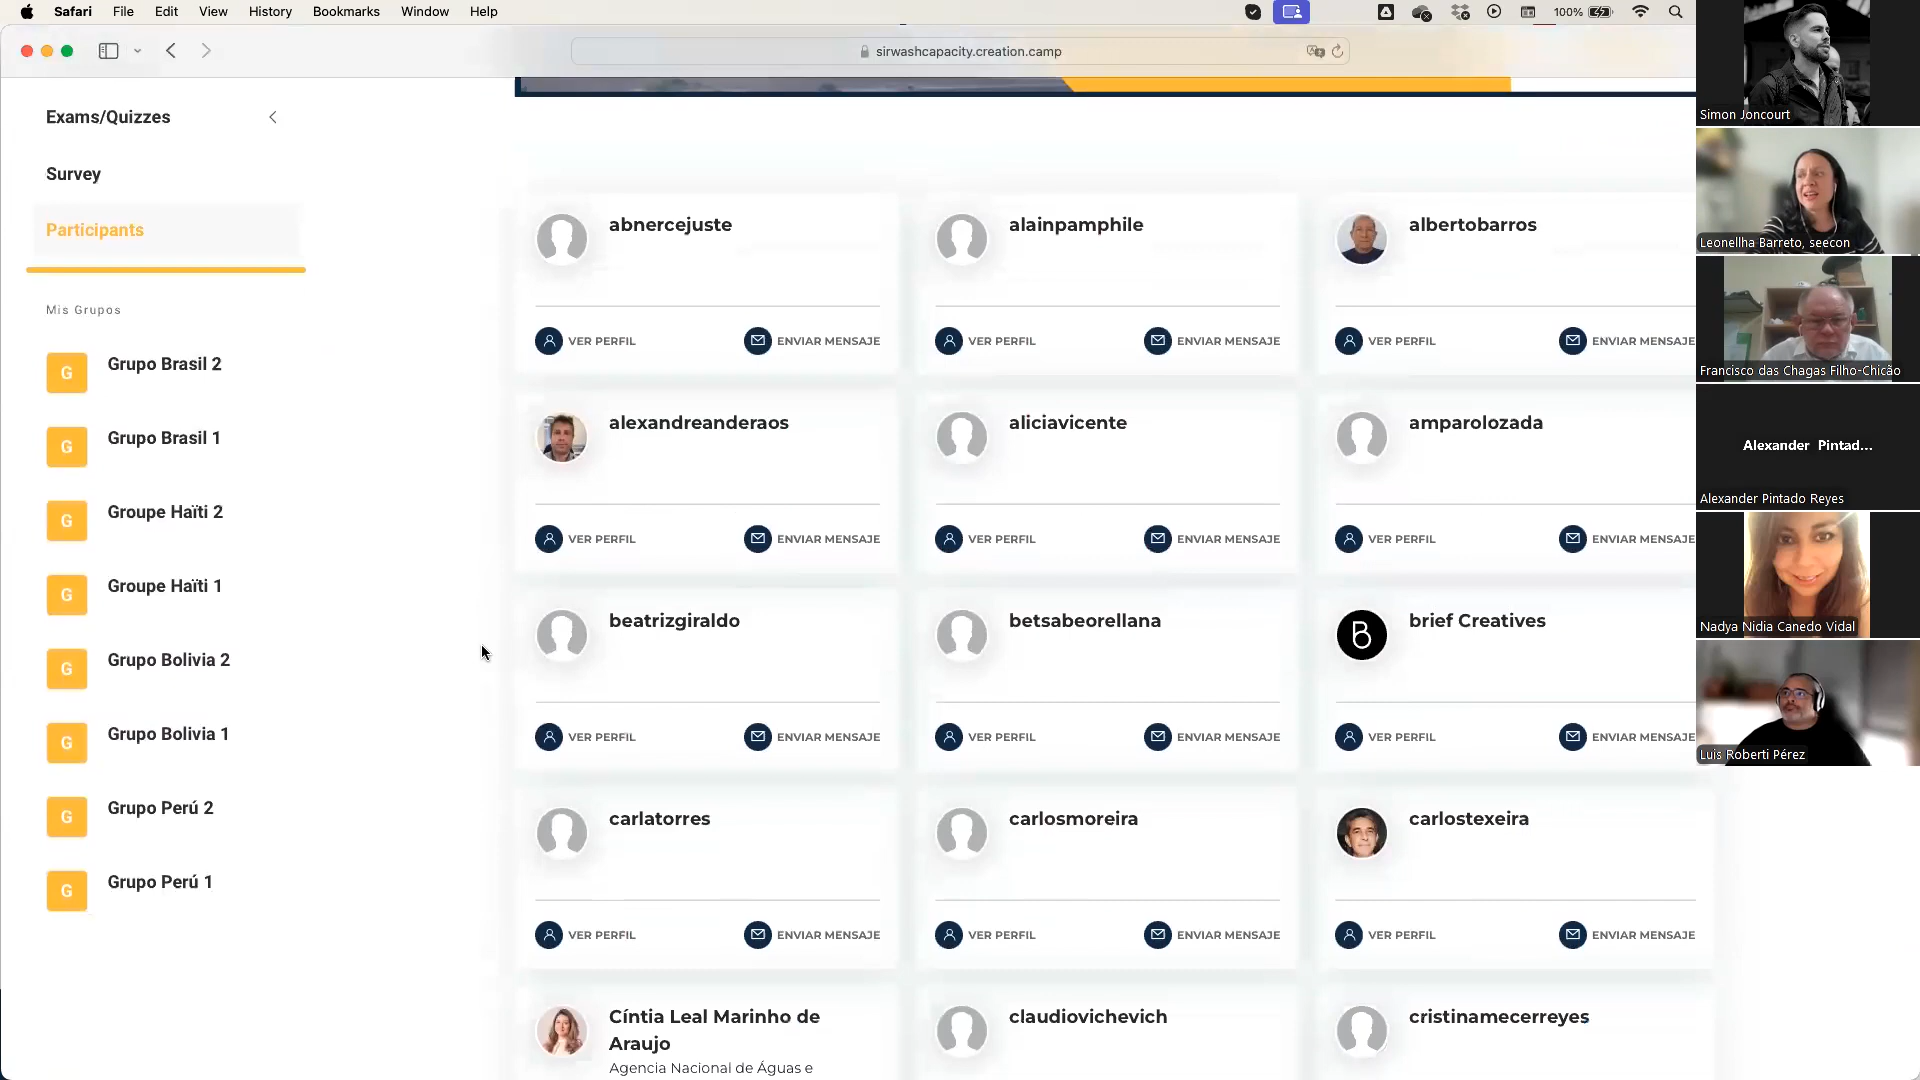 Safari File Edit View History Bookmarks Window Help
100%
sirwashcapacity.creation.camp
Exams/Quizzes
Survey
Participants
Mis Grupos
G Grupo Brasil 2
G Grupo Brasil 1
G Groupe Haïti 2
G Groupe Haïti 1
G Grupo Bolivia 2
G Grupo Bolivia 1
G Grupo Perú 2
G Grupo Perú 1
abnercejuste
VER PERFIL ENVIAR MENSAJE
alainpamphile
VER PERFIL ENVIAR MENSAJE
albertobarros
VER PERFIL ENVIAR MENSAJE
alexandreanderaos
VER PERFIL ENVIAR MENSAJE
aliciavicente
VER PERFIL ENVIAR MENSAJE
amparolozada
VER PERFIL ENVIAR MENSAJE
beatrizgiraldo
VER PERFIL ENVIAR MENSAJE
betsabeorellana
VER PERFIL ENVIAR MENSAJE
B brief Creatives
VER PERFIL ENVIAR MENSAJE
carlatorres
VER PERFIL ENVIAR MENSAJE
carlosmoreira
VER PERFIL ENVIAR MENSAJE
carlostexeira
VER PERFIL ENVIAR MENSAJE
Cíntia Leal Marinho de
Araujo
Agencia Nacional de Águas e
claudiovichevich
cristinamecerreyes
Simon Joncourt
Leonellha Barreto, seecon
Francisco das Chagas Filho-Chicão
Alexander Pintad...
Alexander Pintado Reyes
Nadya Nidia Canedo Vidal
Luis Roberti Pérez